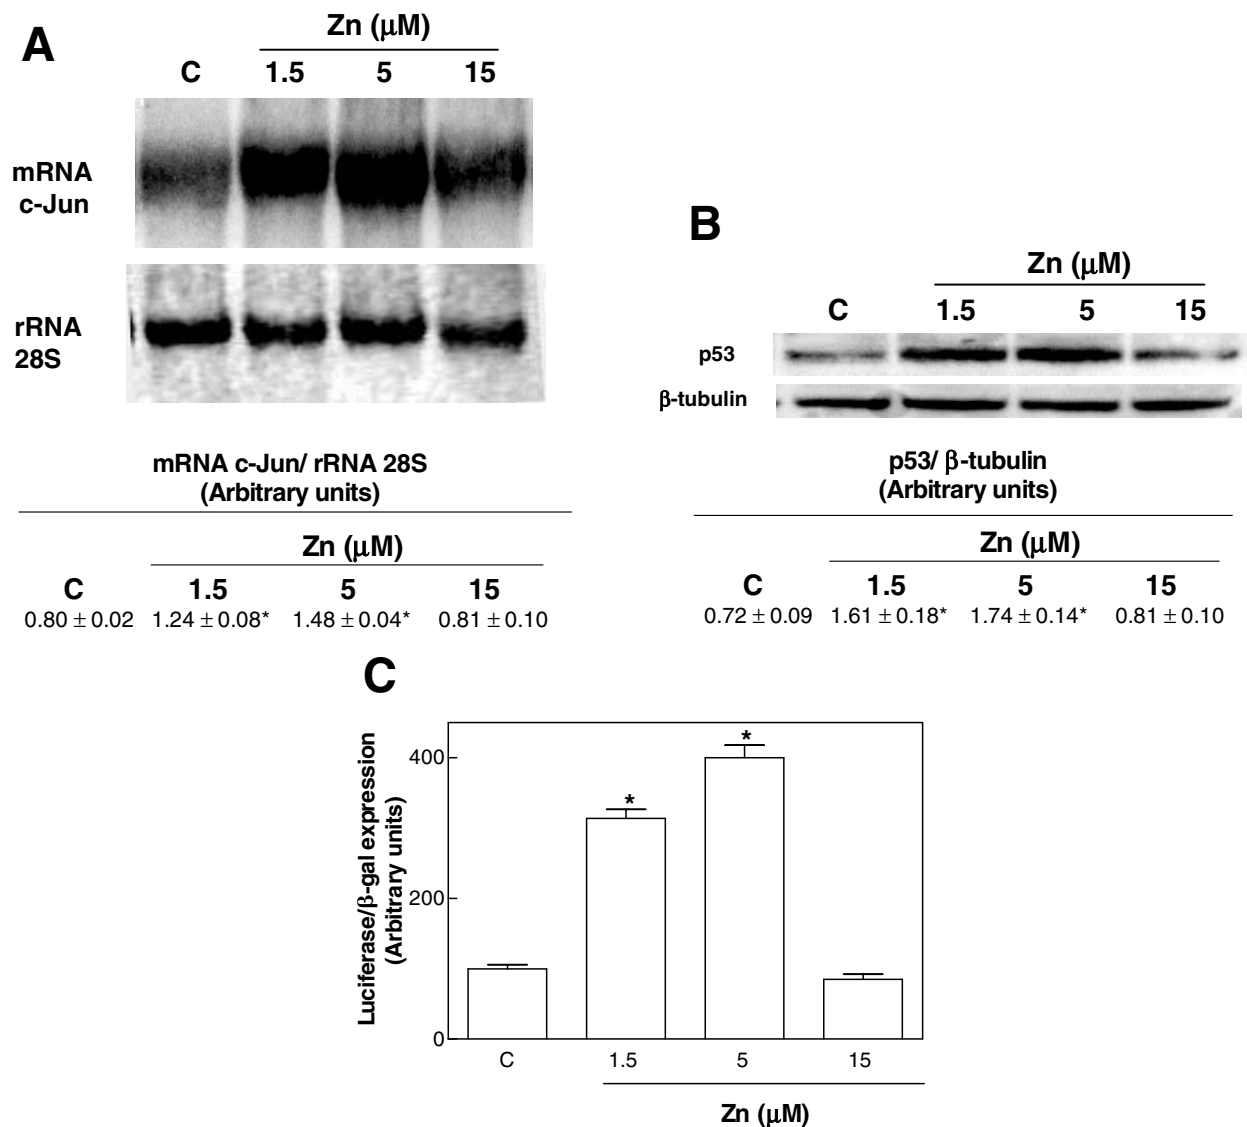 A
Zn (μM)
C 1.5 5 15
mRNA
c-Jun
rRNA
28S
mRNA c-Jun/ rRNA 28S
(Arbitrary units)
Zn (μM)
C 1.5 5 15
0.80 ± 0.02 1.24 ± 0.08* 1.48 ± 0.04* 0.81 ± 0.10
B
Zn (μM)
C 1.5 5 15
p53
β-tubulin
p53/ β-tubulin
(Arbitrary units)
Zn (μM)
C 1.5 5 15
0.72 ± 0.09 1.61 ± 0.18* 1.74 ± 0.14* 0.81 ± 0.10
C
Luciferase/β-gal expression
(Arbitrary units)
400
200
0
* *
C 1.5 5 15
Zn (μM)